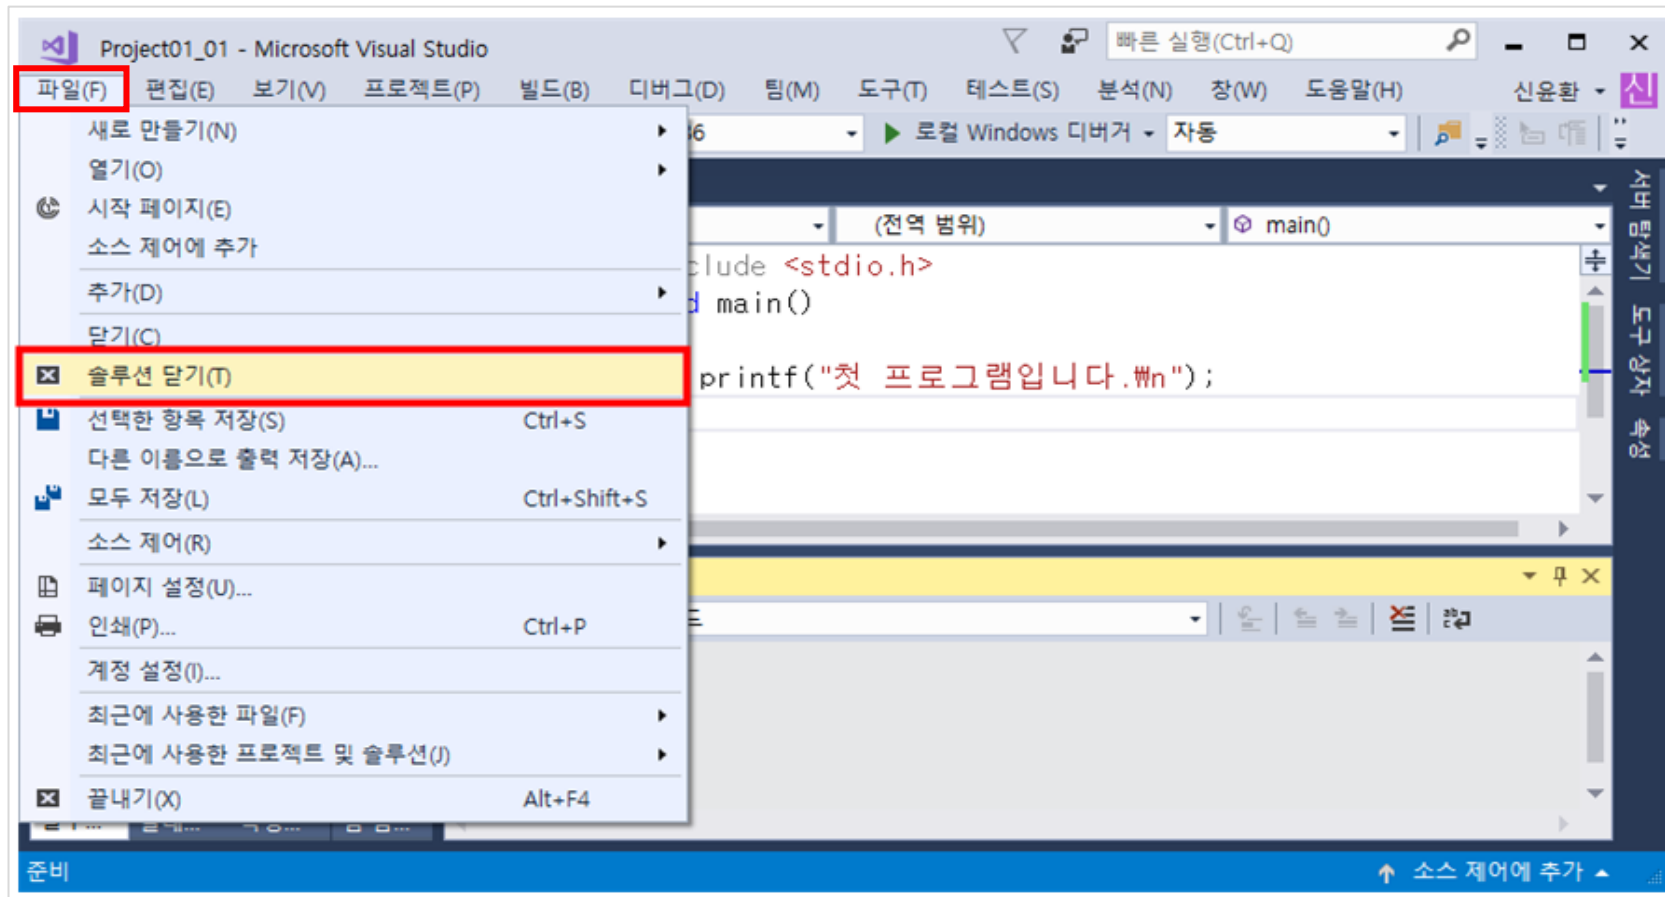 Project01_01 - Microsoft Visual Studio
빠른 실행(Ctrl+Q)
파일(F) 편집(E) 보기(V) 프로젝트(P) 빌드(B) 디버그(D) 팀(M) 도구(T) 테스트(S) 분석(N) 창(W) 도움말(H) 신윤환 신
새로 만들기(N)
로컬 Windows 디버거 자동
열기(O)
시작 페이지(E)
(전역 범위) main()
소스 제어에 추가
clude <stdio.h>
추가(D)
d main()
닫기(C)
솔루션 닫기(T)
printf("첫 프로그램입니다.₩n");
선택한 항목 저장(S) Ctrl+S
다른 이름으로 출력 저장(A)...
모두 저장(L) Ctrl+Shift+S
소스 제어(R)
페이지 설정(U)...
인쇄(P)... Ctrl+P
계정 설정(I)...
최근에 사용한 파일(F)
최근에 사용한 프로젝트 및 솔루션(J)
끝내기(X) Alt+F4
서버 탐색기
도구 상자
속성
준비
소스 제어에 추가